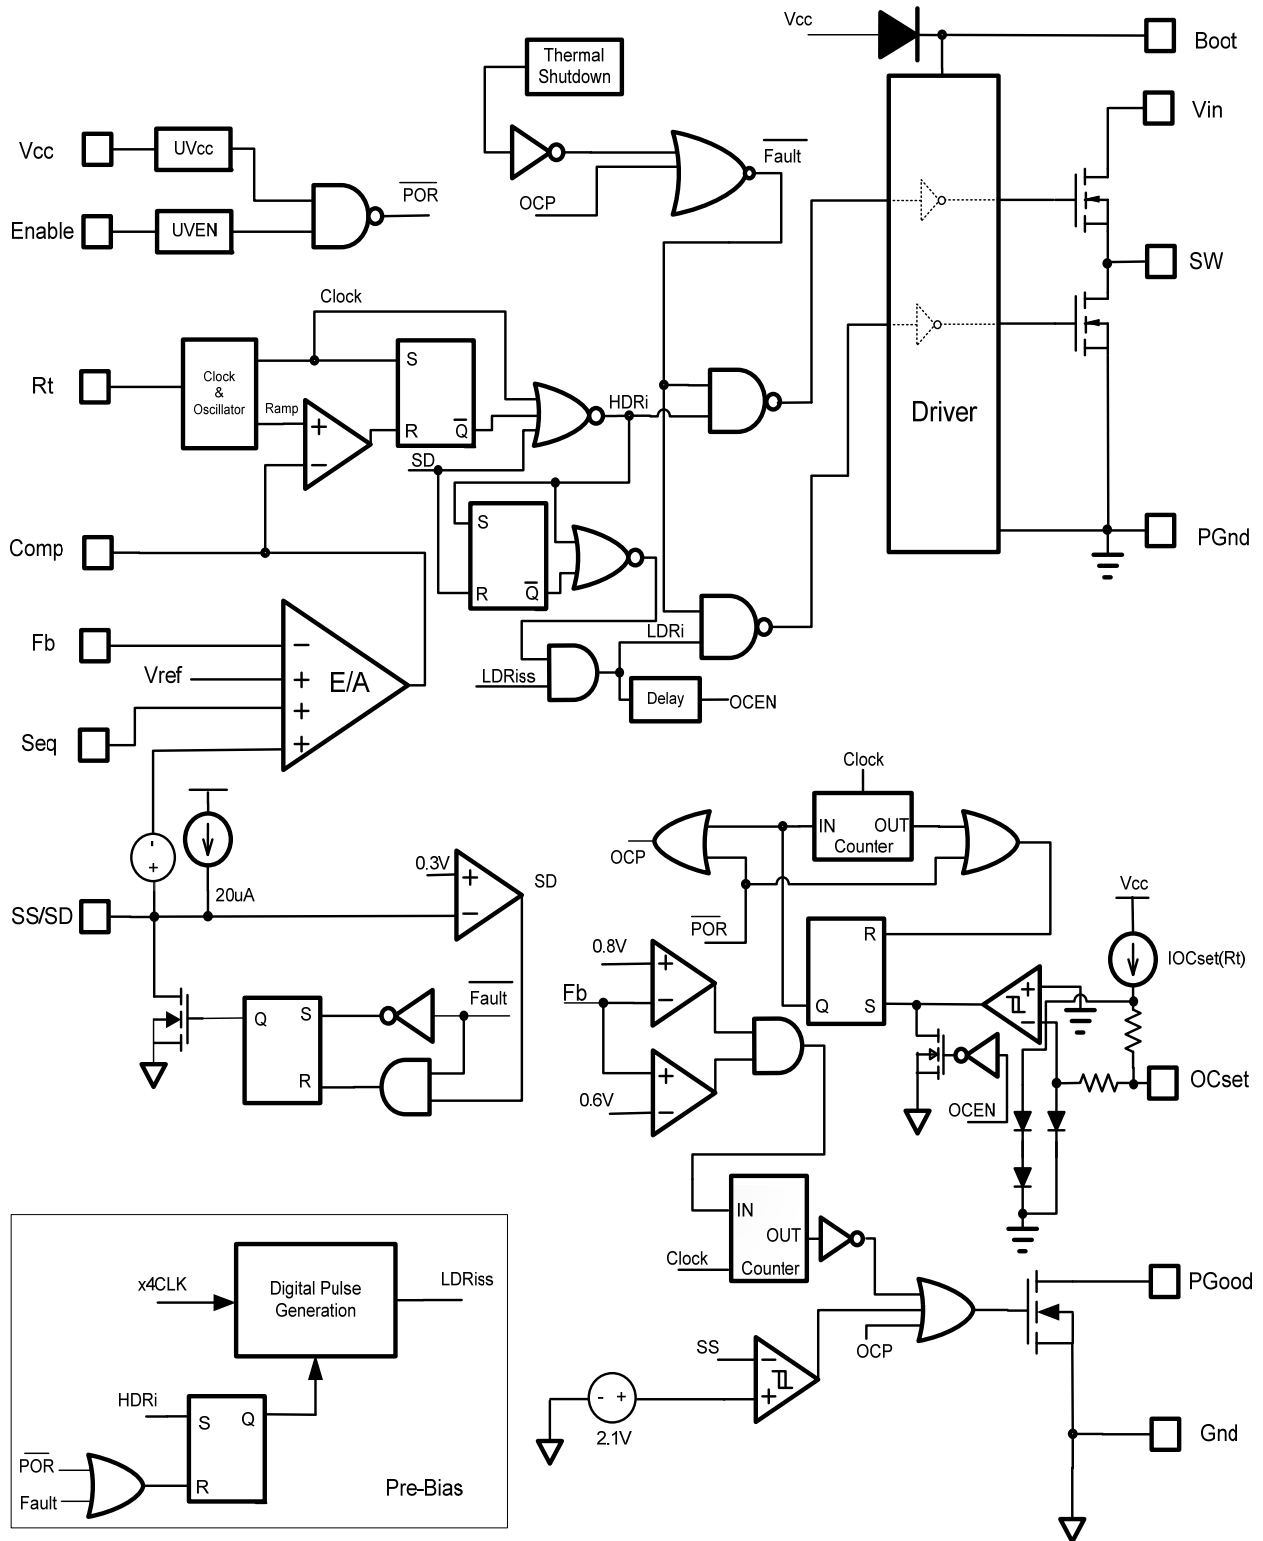 Vcc
Boot
Thermal
Shutdown
Vin
Vcc
UVcc
Fault
POR
OCP
Enable
UVEN
SW
Clock
Rt
Clock
&
Oscillator
Ramp
+
−
S
R
Q
SD
HDRi
Driver
S
R
Q
Comp
PGnd
Fb
Vref
Seq
−
+
+
+
E/A
LDRi
LDRiss
Delay
OCEN
Clock
IN
OUT
Counter
OCP
-
+
20uA
0.3V
+
−
SD
SS/SD
POR
R
Q
S
Vcc
IOCset(Rt)
0.8V
+
−
Fb
+
−
Fault
Q
S
R
+
−
0.6V
OCEN
OCset
IN
OUT
Counter
Clock
x4CLK
Digital Pulse
Generation
LDRiss
PGood
SS
−
+
OCP
HDRi
S
Q
R
- +
2.1V
Gnd
POR
Fault
Pre-Bias